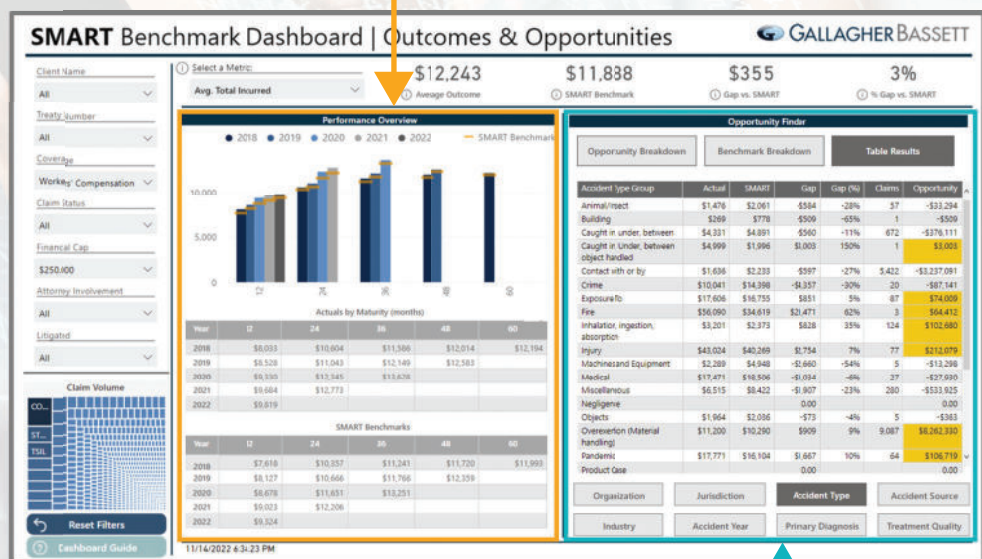 SMART Benchmark Dashboard | Outcomes & Opportunities
GALLAGHER BASSETT
Client Name
All
Treaty Number
All
Coverage
Workers' Compensation
Claim Status
All
Financial Cap
$250,000
Attorney Involvement
All
Litigated
All
Claim Volume
CO...
ST...
TSIL
Reset Filters
Dashboard Guide
Select a Metric:
Avg. Total Incurred
$12,243
Aveage Outcome
$11,888
SMART Benchmark
$355
Gap vs. SMART
3%
% Gap vs. SMART
Performance Overview
2018 2019 2020 2021 2022 SMART Benchmark
10,000
5,000
0
12 24 36 48 60
Actuals by Maturity (months)
Year 12 24 36 48 60
2018 $8,033 $10,604 $11,566 $12,014 $12,194
2019 $8,528 $11,043 $12,149 $12,583
2020 $9,330 $12,345 $13,628
2021 $9,684 $12,773
2022 $9,819
SMART Benchmarks
Year 12 24 36 48 60
2018 $7,618 $10,357 $11,241 $11,720 $11,993
2019 $8,127 $10,666 $11,766 $12,359
2020 $8,678 $11,651 $13,251
2021 $9,023 $12,206
2022 $9,324
11/14/2022 6:34:23 PM
Opportunity Finder
Opporunity Breakdown
Benchmark Breakdown
Table Results
Accident Type Group Actual SMART Gap Gap (%) Claims Opportunity
Animal/Insect $1,476 $2,061 -$584 -28% 57 -$33,294
Building $269 $778 -$509 -65% 1 -$509
Caught in under, between $4,331 $4,891 -$560 -11% 672 -$376,111
Caught in Under, between object handled $4,999 $1,996 $3,003 150% 1 $3,003
Contact with or by $1,636 $2,233 -$597 -27% 5,422 -$3,237,091
Crime $10,041 $14,398 -$4,357 -30% 20 -$87,141
Exposure to $17,606 $16,755 $851 5% 87 $74,009
Fire $56,090 $34,619 $21,471 62% 3 $64,412
Inhalation, ingestion, absorption $3,201 $2,373 $828 35% 124 $102,680
Injury $43,024 $40,269 $2,754 7% 77 $212,079
Machines and Equipment $2,289 $4,948 -$2,660 -54% 5 -$13,298
Medical $17,471 $18,506 -$1,034 -6% 27 -$27,930
Miscellaneous $6,515 $8,422 -$1,907 -23% 280 -$533,925
Negligense 0.00 0.00
Objects $1,964 $2,036 -$73 -4% 5 -$363
Overexertion (Material handling) $11,200 $10,290 $909 9% 9,087 $8,262,330
Pandemic $17,771 $16,104 $1,667 10% 64 $106,719
Product Case 0.00 0.00
Organization
Jurisdiction
Accident Type
Accident Source
Industry
Accident Year
Primary Diagnosis
Treatment Quality